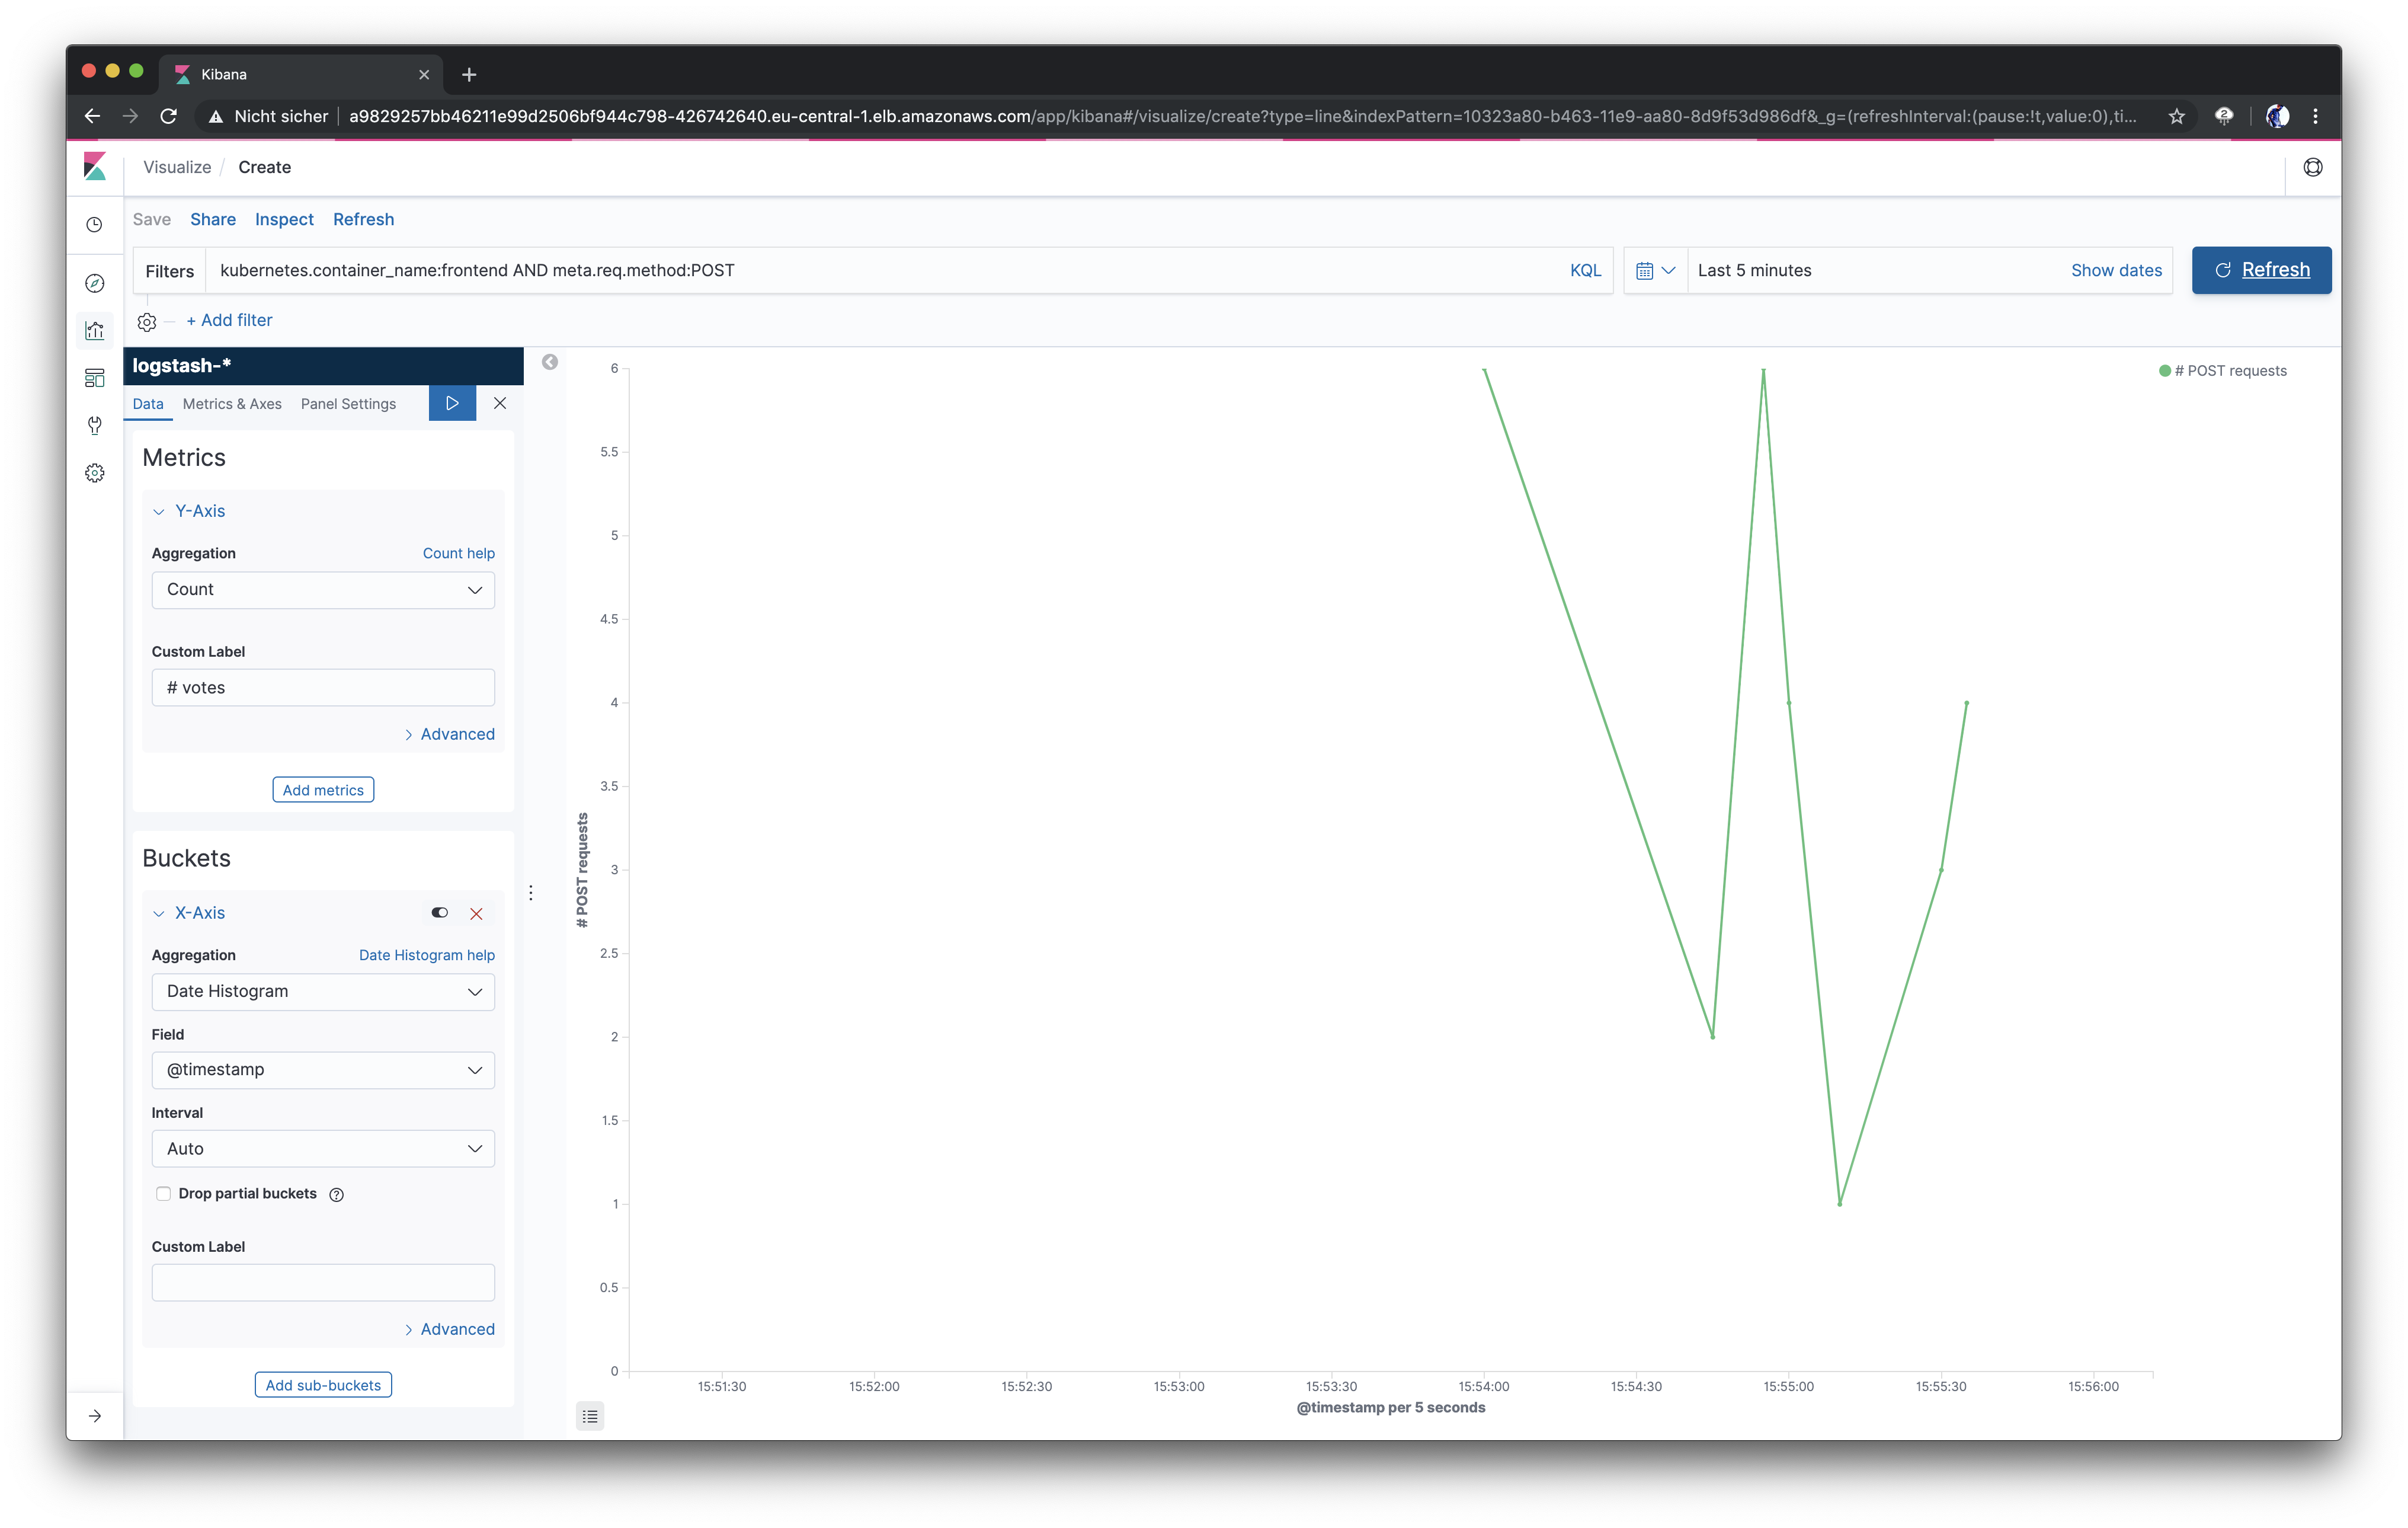 Kibana
Nicht sicher a9829257bb46211e99d2506bf944c798-426742640.eu-central-1.elb.amazonaws.com/app/kibana#/visualize/create?type=line&indexPattern=10323a80-b463-11e9-aa80-8d9f53d986df&_g=(refreshInterval:(pause:!t,value:0),ti...
Visualize / Create
Save Share Inspect Refresh
Filters kubernetes.container_name:frontend AND meta.req.method:POST KQL Last 5 minutes Show dates Refresh
+ Add filter
logstash-*
Data Metrics & Axes Panel Settings
Metrics
Y-Axis
Aggregation Count help
Count
Custom Label
# votes
Advanced
Add metrics
Buckets
X-Axis
Aggregation Date Histogram help
Date Histogram
Field
@timestamp
Interval
Auto
Drop partial buckets
Custom Label
Advanced
Add sub-buckets
# POST requests
6
5.5
5
4.5
4
3.5
3
2.5
2
1.5
1
0.5
0
# POST requests
15:51:30 15:52:00 15:52:30 15:53:00 15:53:30 15:54:00 15:54:30 15:55:00 15:55:30 15:56:00
@timestamp per 5 seconds